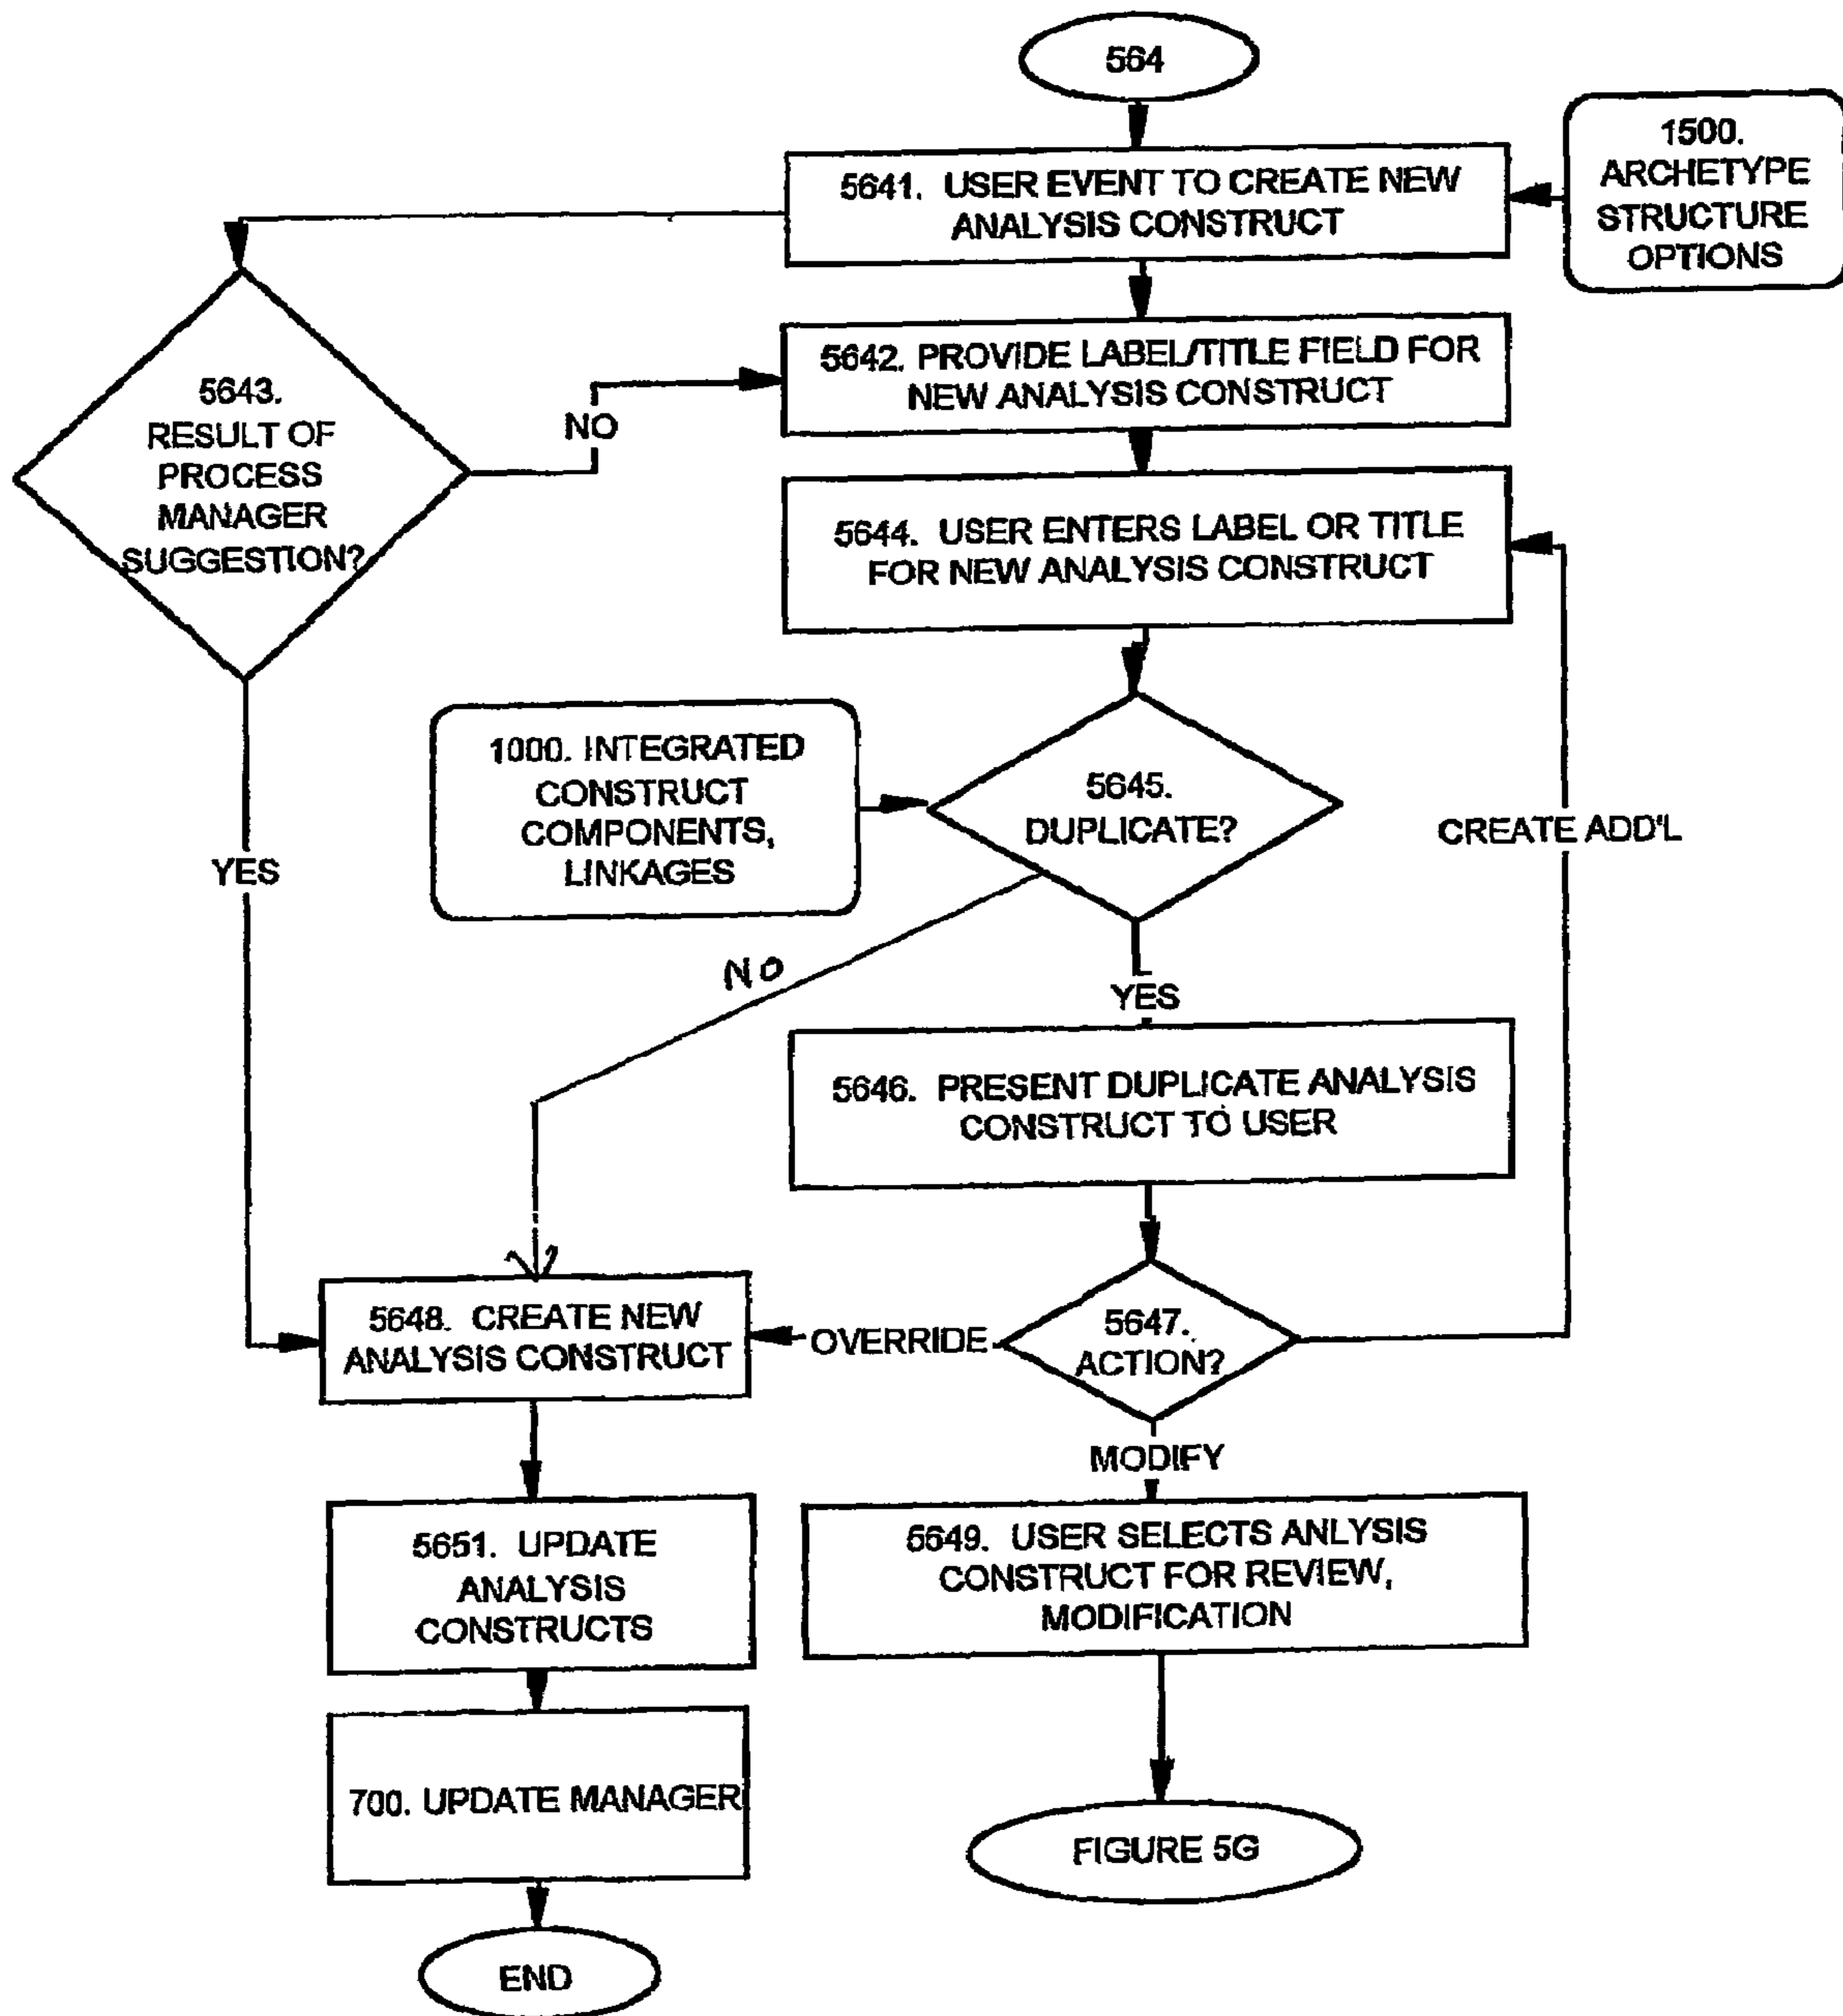 564
1500.
ARCHETYPE
STRUCTURE
OPTIONS
5641. USER EVENT TO CREATE NEW
ANALYSIS CONSTRUCT
5642. PROVIDE LABEL/TITLE FIELD FOR
NEW ANALYSIS CONSTRUCT
5643.
RESULT OF
PROCESS
MANAGER
SUGGESTION?
NO
5644. USER ENTERS LABEL OR TITLE
FOR NEW ANALYSIS CONSTRUCT
1000. INTEGRATED
CONSTRUCT
COMPONENTS,
LINKAGES
5645.
DUPLICATE?
CREATE ADD'L
YES
NO
YES
5646. PRESENT DUPLICATE ANALYSIS
CONSTRUCT TO USER
5648. CREATE NEW
ANALYSIS CONSTRUCT
OVERRIDE
5647.
ACTION?
MODIFY
5651. UPDATE
ANALYSIS
CONSTRUCTS
5649. USER SELECTS ANLYSIS
CONSTRUCT FOR REVIEW,
MODIFICATION
700. UPDATE MANAGER
FIGURE 5G
END